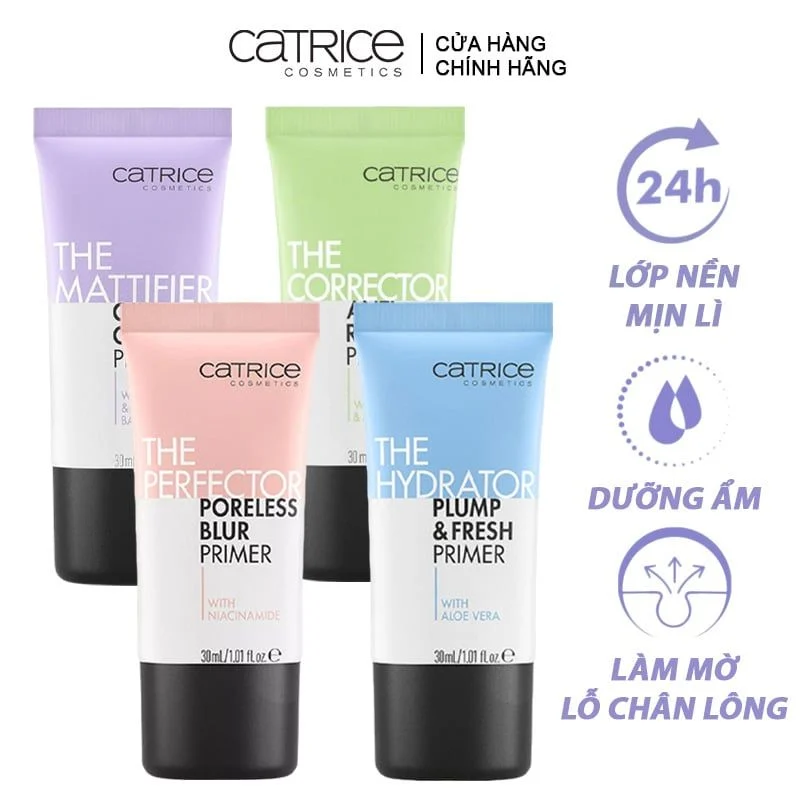 CATRICE
COSMETICS
CỬA HÀNG
CHÍNH HÃNG
CATRICE
COSMETICS
THE
MATTIFIER
30ml
CATRICE
COSMETICS
THE
CORRECTOR
CATRICE
COSMETICS
THE
PERFECTOR
PORELESS
BLUR
PRIMER
WITH
NIACINAMIDE
30ml/1.01 fl.oz.℮
CATRICE
COSMETICS
THE
HYDRATOR
PLUMP
&FRESH
PRIMER
WITH
ALOE VERA
30ml/1.01 fl.oz.℮
24h
LỚP NỀN
MỊN LÌ
DƯỠNG ẨM
LÀM MỜ
LỖ CHÂN LÔNG